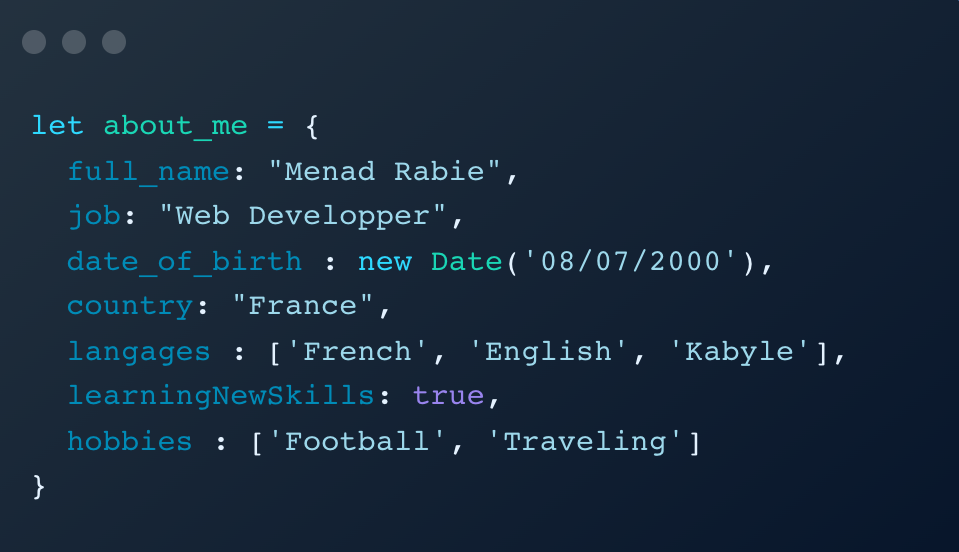 let about_me = {
  full_name: "Menad Rabie",
  job: "Web Developper",
  date_of_birth : new Date('08/07/2000'),
  country: "France",
  langages : ['French', 'English', 'Kabyle'],
  learningNewSkills: true,
  hobbies : ['Football', 'Traveling']
}